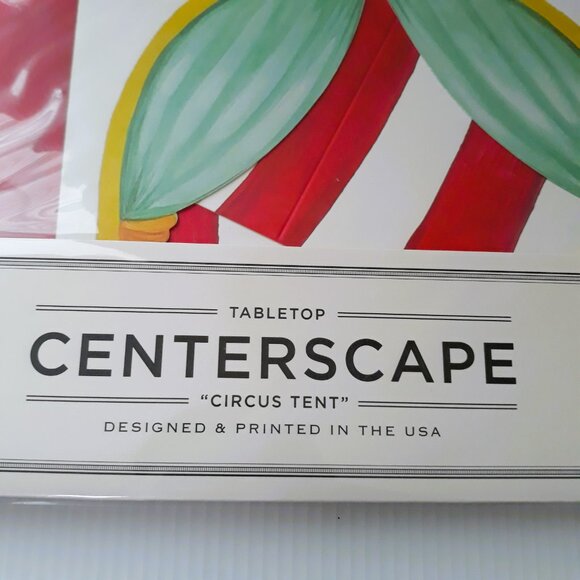 TABLETOP
CENTERSCAPE
“CIRCUS TENT”
DESIGNED & PRINTED IN THE USA